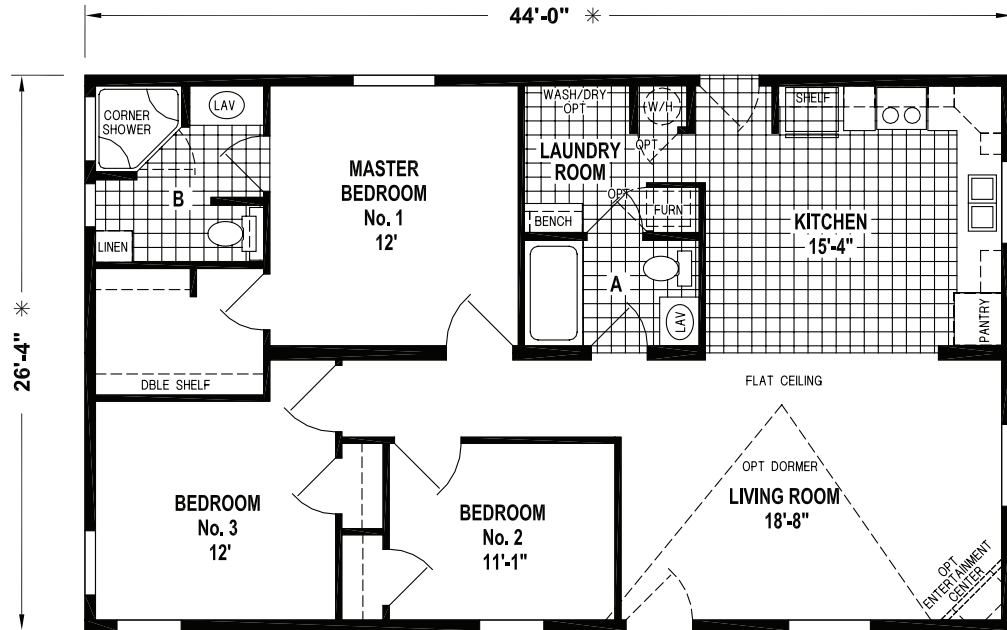 44'-0" *
26'-4" *
CORNER
SHOWER
LAV
B
LINEN
DBLE SHELF
MASTER
BEDROOM
No. 1
12'
WASH/DRY
OPT
W/H
OPT
LAUNDRY
ROOM
OPT
BENCH
FURN
A
LAV
SHELF
KITCHEN
15'-4"
PANTRY
FLAT CEILING
OPT DORMER
LIVING ROOM
18'-8"
OPT
ENTERTAINMENT
CENTER
BEDROOM
No. 3
12'
BEDROOM
No. 2
11'-1"